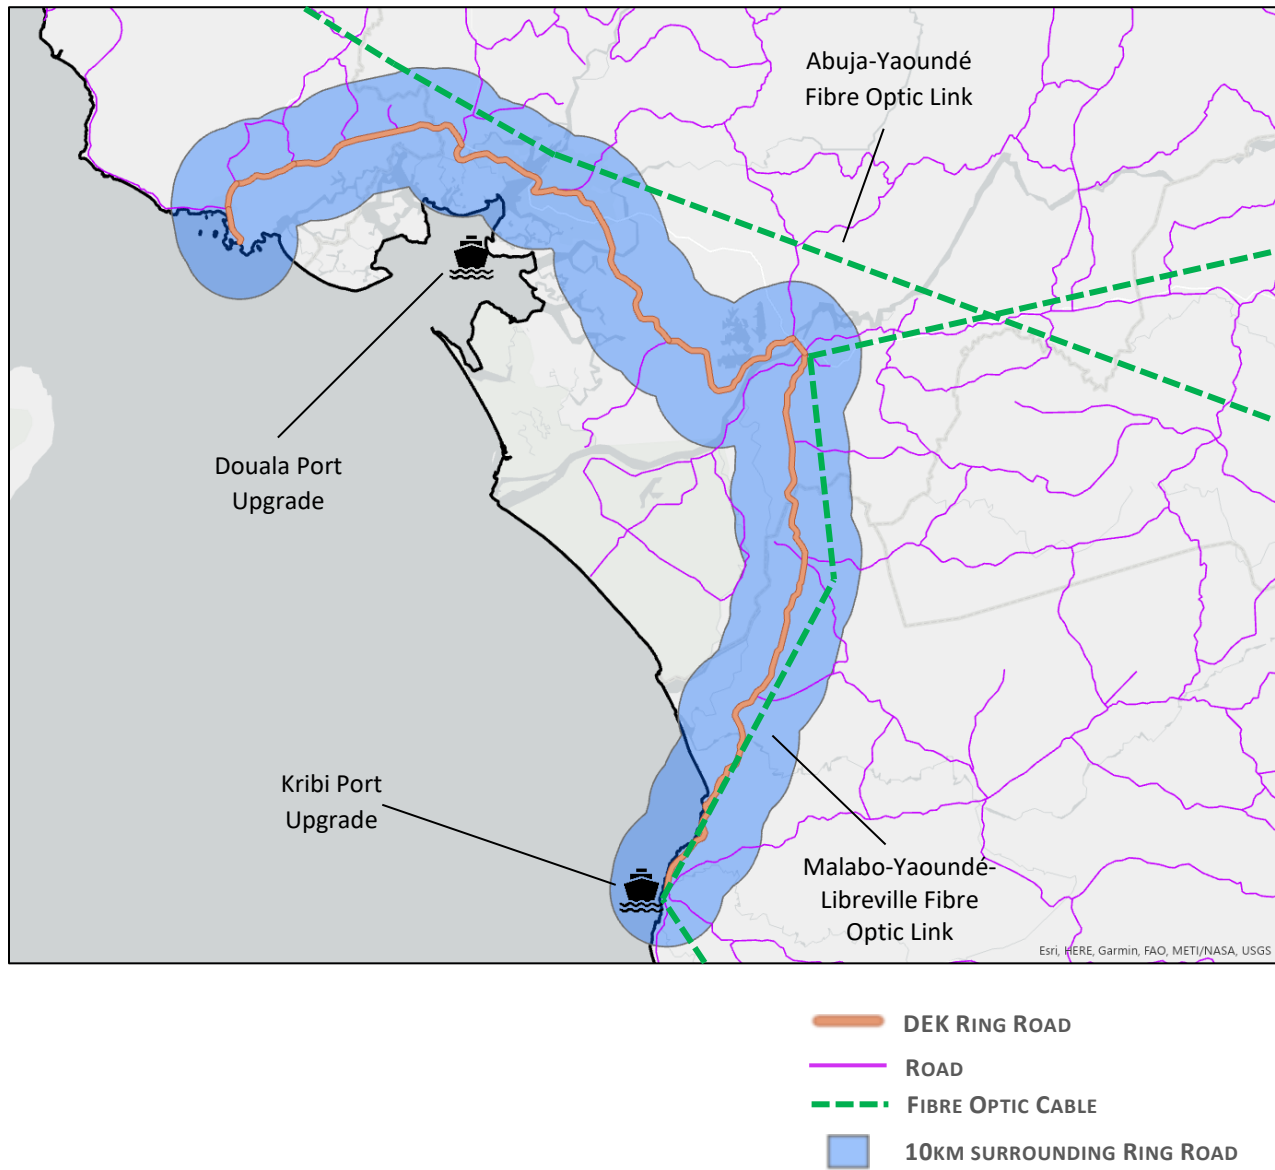 Abuja-Yaoundé
Fibre Optic Link
Douala Port
Upgrade
Kribi Port
Upgrade
Malabo-Yaoundé-
Libreville Fibre
Optic Link
Esri, HERE, Garmin, FAO, METI/NASA, USGS
DEK RING ROAD
ROAD
FIBRE OPTIC CABLE
10KM SURROUNDING RING ROAD